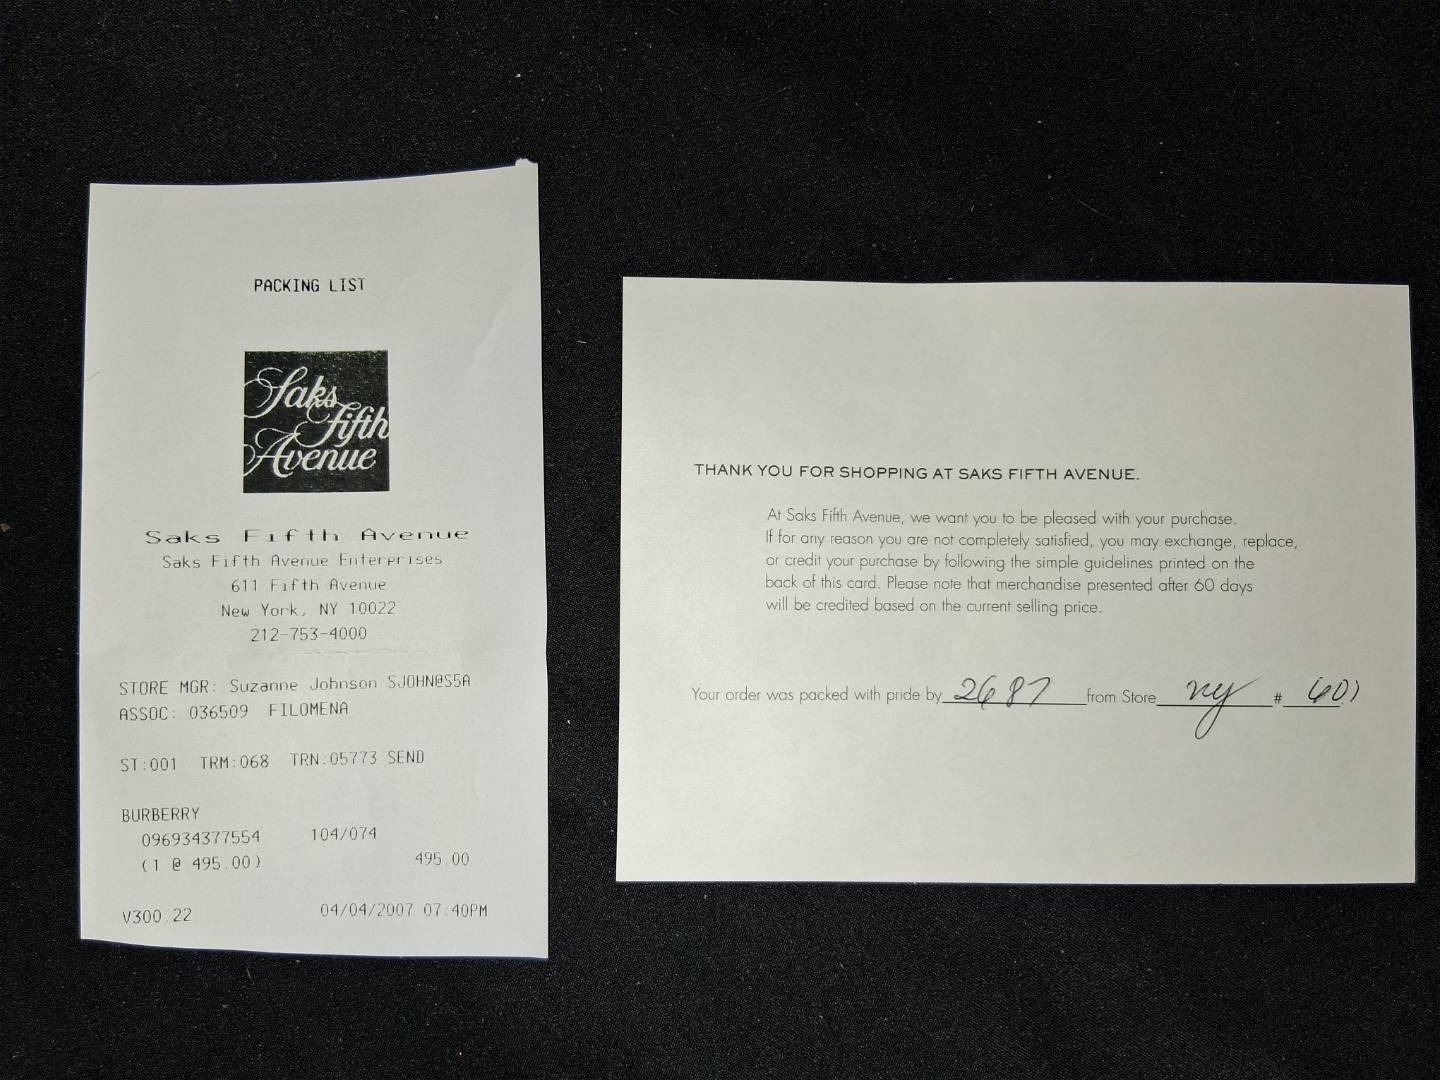 PACKING LIST
Saks
Fifth
Avenue
Saks Fifth Avenue
Saks Fifth Avenue Enterprises
611 Fifth Avenue
New York, NY 10022
212-753-4000
STORE MGR: Suzanne Johnson SJOHN@S5A
ASSOC: 036509 FILOMENA
ST:001 TRM:068 TRN:05773 SEND
BURBERRY
096934377554 104/074
(1 @ 495.00) 495.00
V300.22 04/04/2007 07:40PM
THANK YOU FOR SHOPPING AT SAKS FIFTH AVENUE.
At Saks Fifth Avenue, we want you to be pleased with your purchase.
If for any reason you are not completely satisfied, you may exchange, replace,
or credit your purchase by following the simple guidelines printed on the
back of this card. Please note that merchandise presented after 60 days
will be credited based on the current selling price.
Your order was packed with pride by 2687 from Store NY #